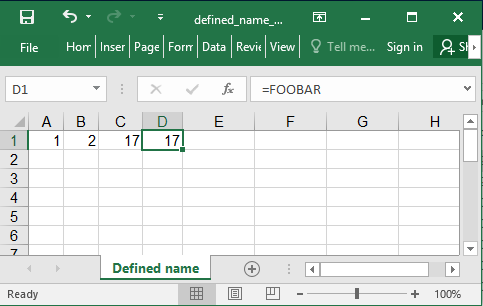 defined_name_...
File Hom Inser Page Form Data Revie View Tell me... Sign in Sh
D1 fx =FOOBAR
A B C D E F G H
1 1 2 17 17
2
3
4
5
6
7
Defined name
Ready 100%